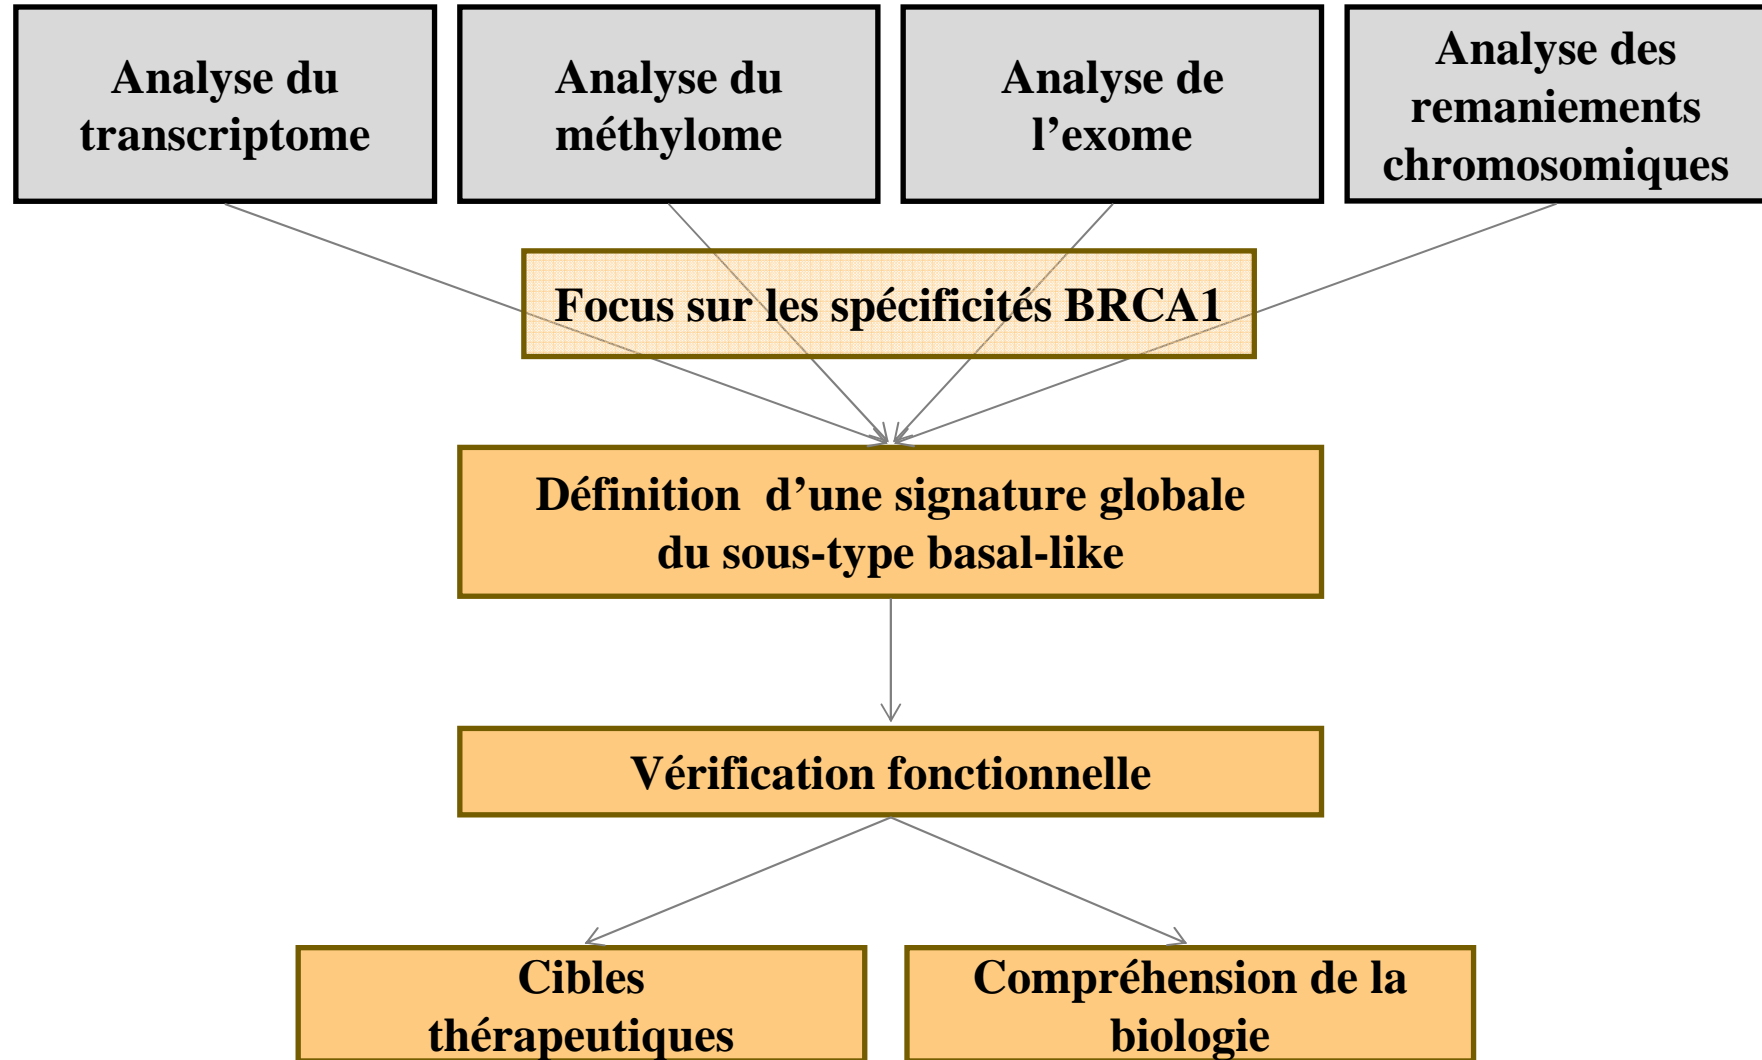 Analyse du
transcriptome
Analyse du
méthylome
Analyse de
l’exome
Analyse des
remaniements
chromosomiques
Focus sur les spécificités BRCA1
Définition  d’une signature globale
du sous-type basal-like
Vérification fonctionnelle
Cibles
thérapeutiques
Compréhension de la
biologie